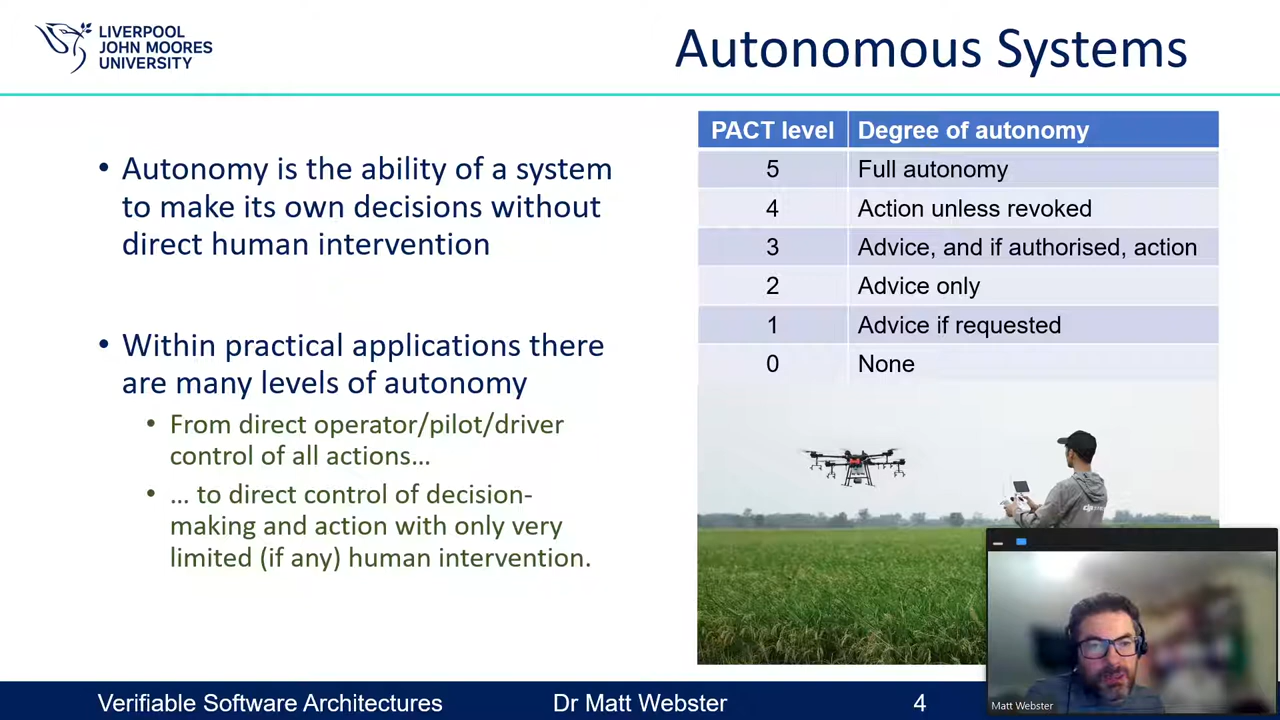 LIVERPOOL
JOHN MOORES
UNIVERSITY
Autonomous Systems
• Autonomy is the ability of a system
to make its own decisions without
direct human intervention
• Within practical applications there
are many levels of autonomy
• From direct operator/pilot/driver
control of all actions…
• … to direct control of decision-
making and action with only very
limited (if any) human intervention.
PACT level Degree of autonomy
5 Full autonomy
4 Action unless revoked
3 Advice, and if authorised, action
2 Advice only
1 Advice if requested
0 None
Matt Webster
Verifiable Software Architectures Dr Matt Webster 4